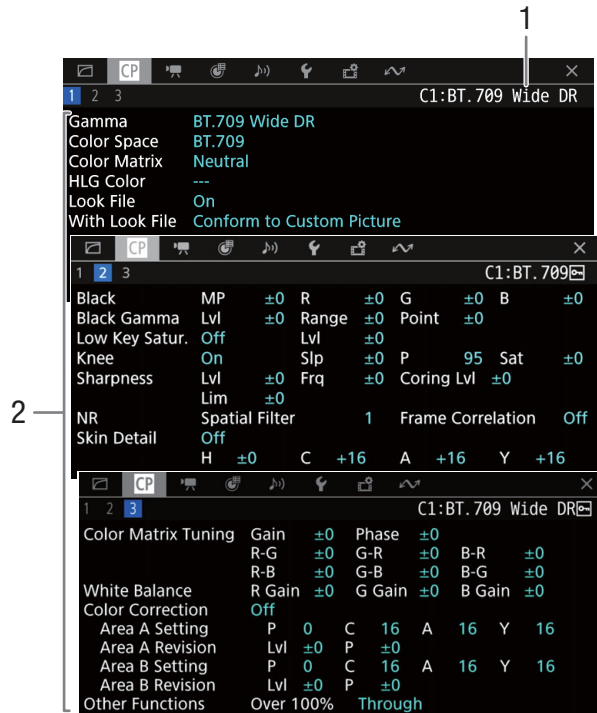 1
CP
1 2 3 C1:BT.709 Wide DR
Gamma BT.709 Wide DR
Color Space BT.709
Color Matrix Neutral
HLG Color ---
Look File On
With Look File Conform to Custom Picture
CP
1 2 3 C1:BT.709
Black MP ±0 R ±0 G ±0 B ±0
Black Gamma Lvl ±0 Range ±0 Point ±0
Low Key Satur. Off Lvl ±0
Knee On Slp ±0 P 95 Sat ±0
Sharpness Lvl ±0 Frq ±0 Coring Lvl ±0
Lim ±0
2
NR Spatial Filter 1 Frame Correlation Off
Skin Detail Off
H ±0 C +16 A +16 Y +16
CP
1 2 3 C1:BT.709 Wide DR
Color Matrix Tuning Gain ±0 Phase ±0
R-G ±0 G-R ±0 B-R ±0
R-B ±0 G-B ±0 B-G ±0
White Balance R Gain ±0 G Gain ±0 B Gain ±0
Color Correction Off
Area A Setting P 0 C 16 A 16 Y 16
Area A Revision Lvl ±0 P ±0
Area B Setting P 0 C 16 A 16 Y 16
Area B Revision Lvl ±0 P ±0
Other Functions Over 100% Through